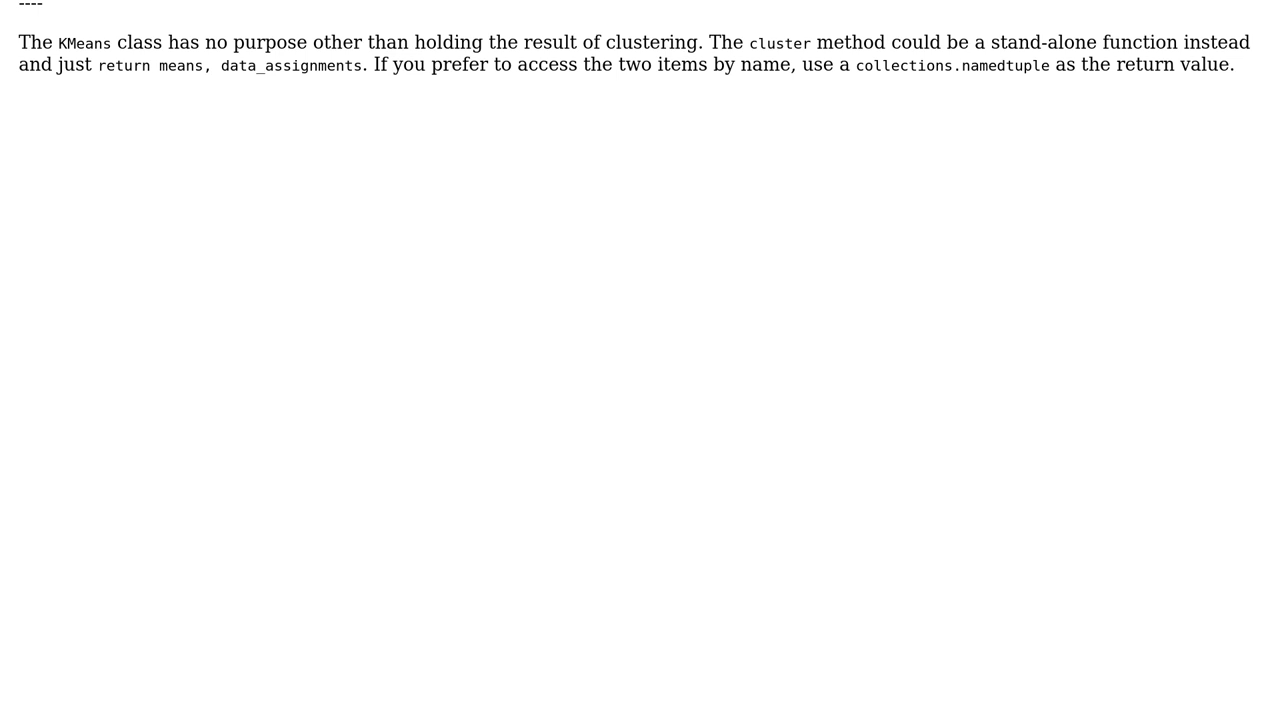 ----
The KMeans class has no purpose other than holding the result of clustering. The cluster method could be a stand-alone function instead
and just return means, data_assignments. If you prefer to access the two items by name, use a collections.namedtuple as the return value.